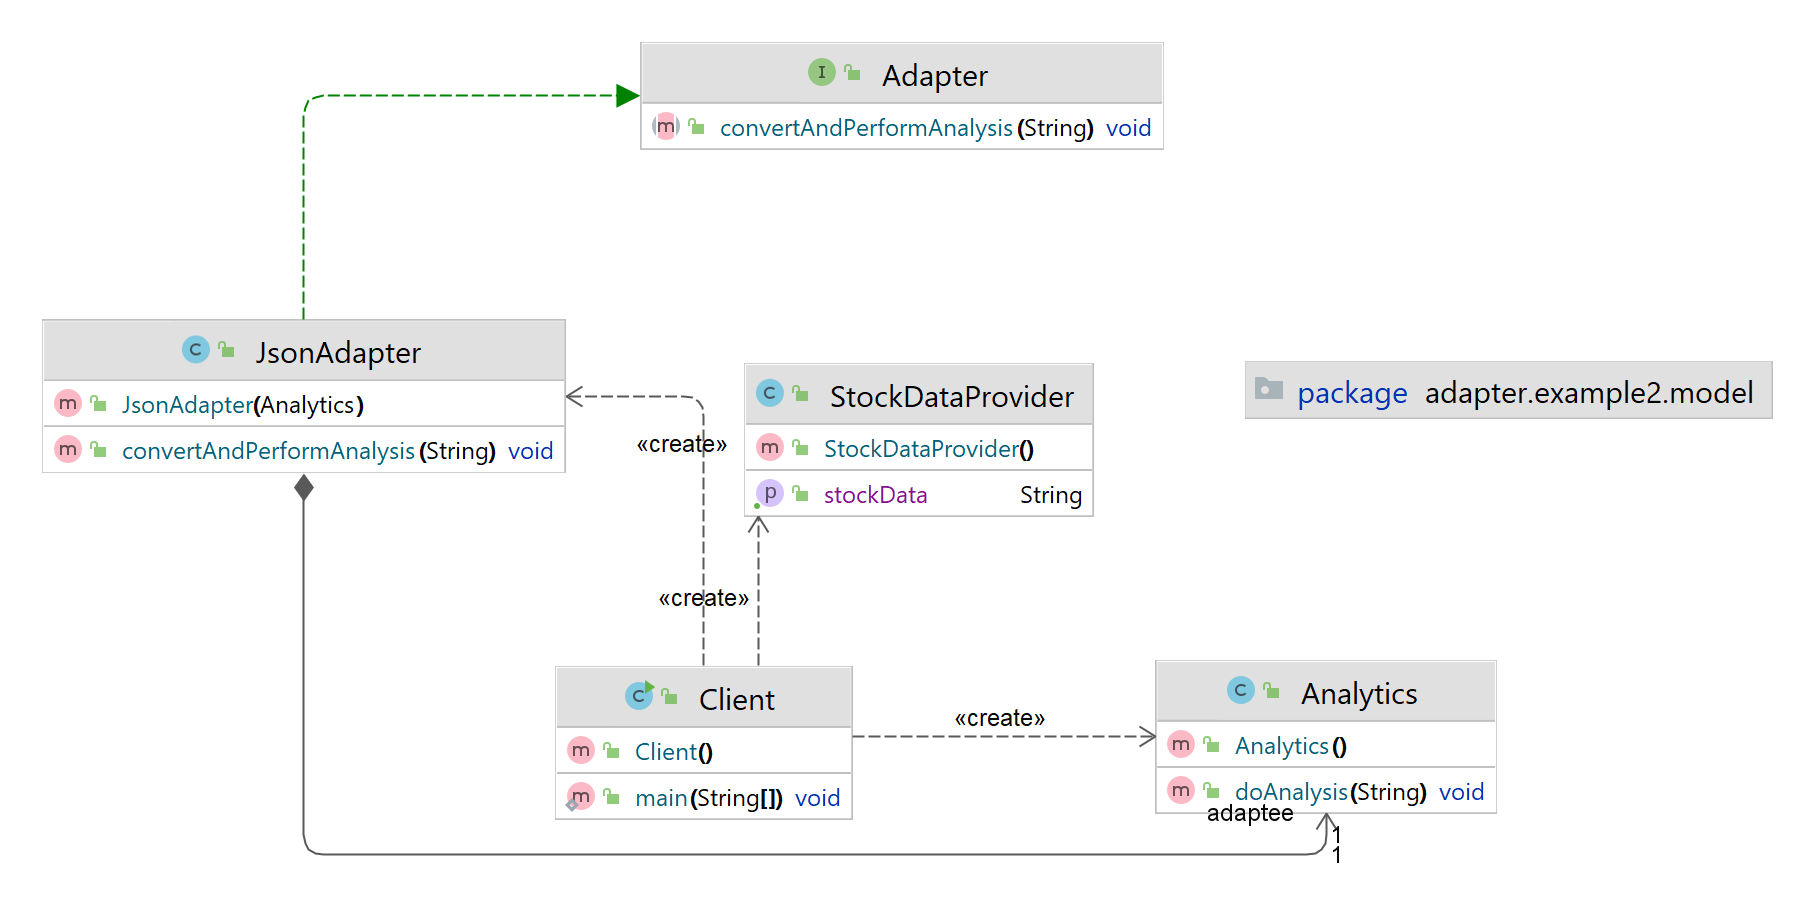 Adapter
convertAndPerformAnalysis(String) void
JsonAdapter
JsonAdapter(Analytics)
convertAndPerformAnalysis(String) void
StockDataProvider
StockDataProvider()
stockData String
package adapter.example2.model
«create»
«create»
Client
Client()
main(String[]) void
«create»
Analytics
Analytics()
doAnalysis(String) void
adaptee
1
1